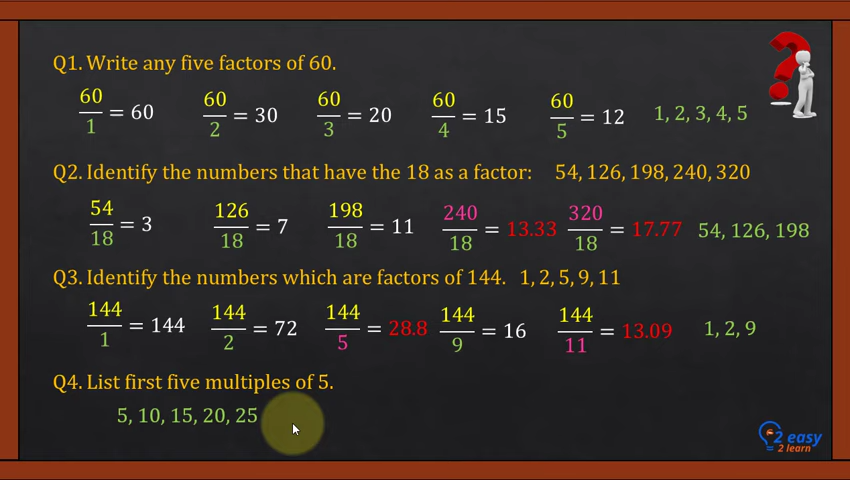 Q1. Write any five factors of 60.
60/1 = 60 60/2 = 30 60/3 = 20 60/4 = 15 60/5 = 12 1, 2, 3, 4, 5
Q2. Identify the numbers that have the 18 as a factor: 54, 126, 198, 240, 320
54/18 = 3 126/18 = 7 198/18 = 11 240/18 = 13.33 320/18 = 17.77 54, 126, 198
Q3. Identify the numbers which are factors of 144. 1, 2, 5, 9, 11
144/1 = 144 144/2 = 72 144/5 = 28.8 144/9 = 16 144/11 = 13.09 1, 2, 9
Q4. List first five multiples of 5.
5, 10, 15, 20, 25
2 easy
2 learn